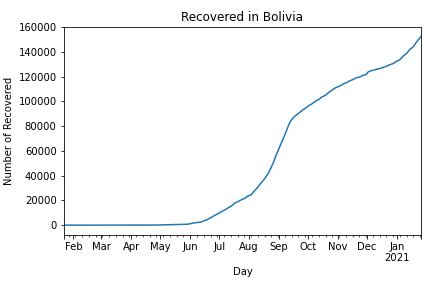 Recovered in Bolivia
160000
140000
120000
100000
80000
60000
40000
20000
0
Number of Recovered
Feb Mar Apr May Jun Jul Aug Sep Oct Nov Dec Jan
2021
Day